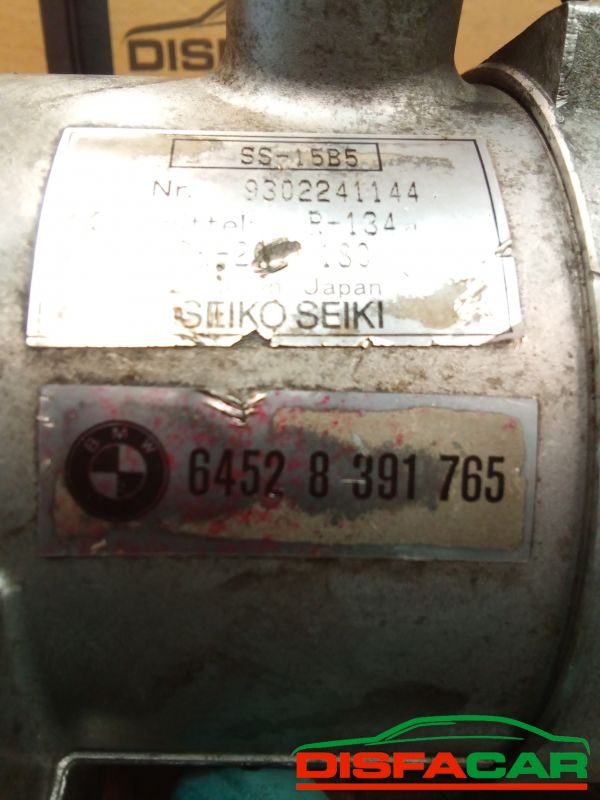 DISF
SS-15B5
Nr. 9302241144
R-134a
Japan
SEIKO SEIKI
BMW
6452 8 391 765
DISFACAR